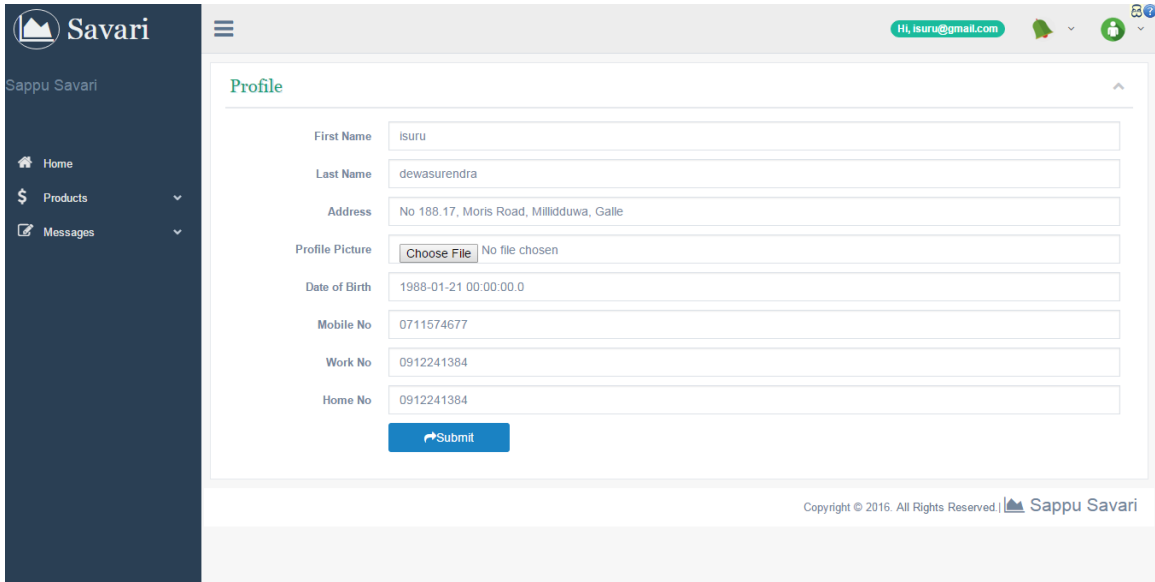 Savari
Hi, isuru@gmail.com
Sappu Savari
Profile
Home
Products
Messages
First Name isuru
Last Name dewasurendra
Address No 188.17, Moris Road, Millidduwa, Galle
Profile Picture Choose File No file chosen
Date of Birth 1988-01-21 00:00:00.0
Mobile No 0711574677
Work No 0912241384
Home No 0912241384
Submit
Copyright © 2016. All Rights Reserved.| Sappu Savari